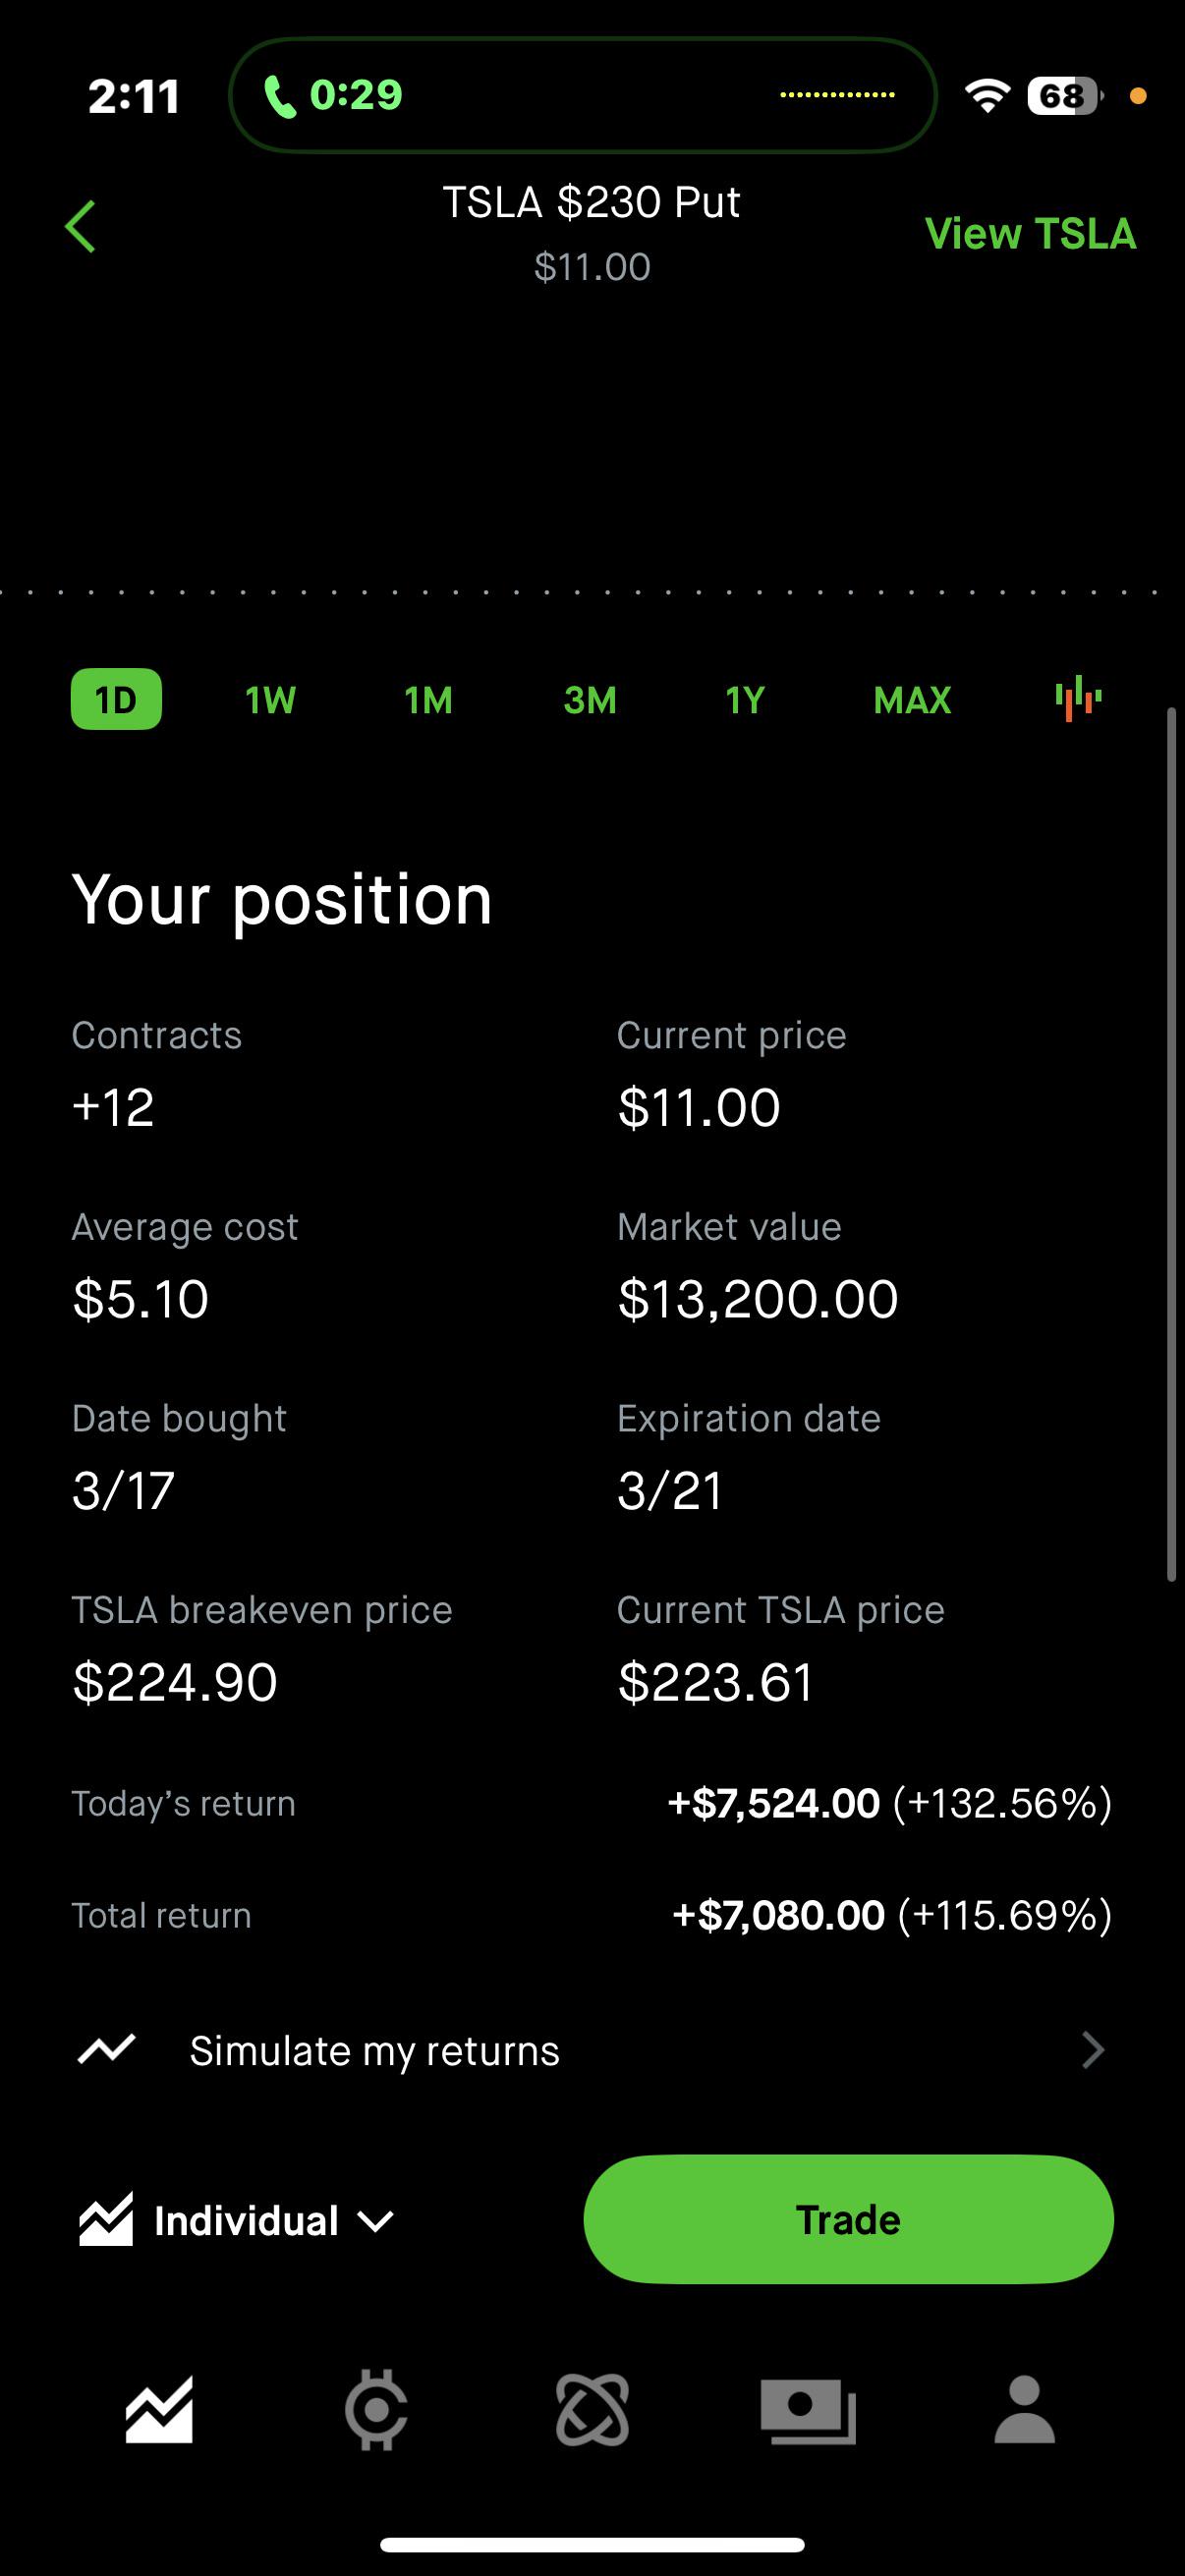 2:11
0:29
68
TSLA $230 Put
$11.00
View TSLA
1D 1W 1M 3M 1Y MAX
Your position
Contracts
+12
Current price
$11.00
Average cost
$5.10
Market value
$13,200.00
Date bought
3/17
Expiration date
3/21
TSLA breakeven price
$224.90
Current TSLA price
$223.61
Today’s return
+$7,524.00 (+132.56%)
Total return
+$7,080.00 (+115.69%)
Simulate my returns
Individual
Trade